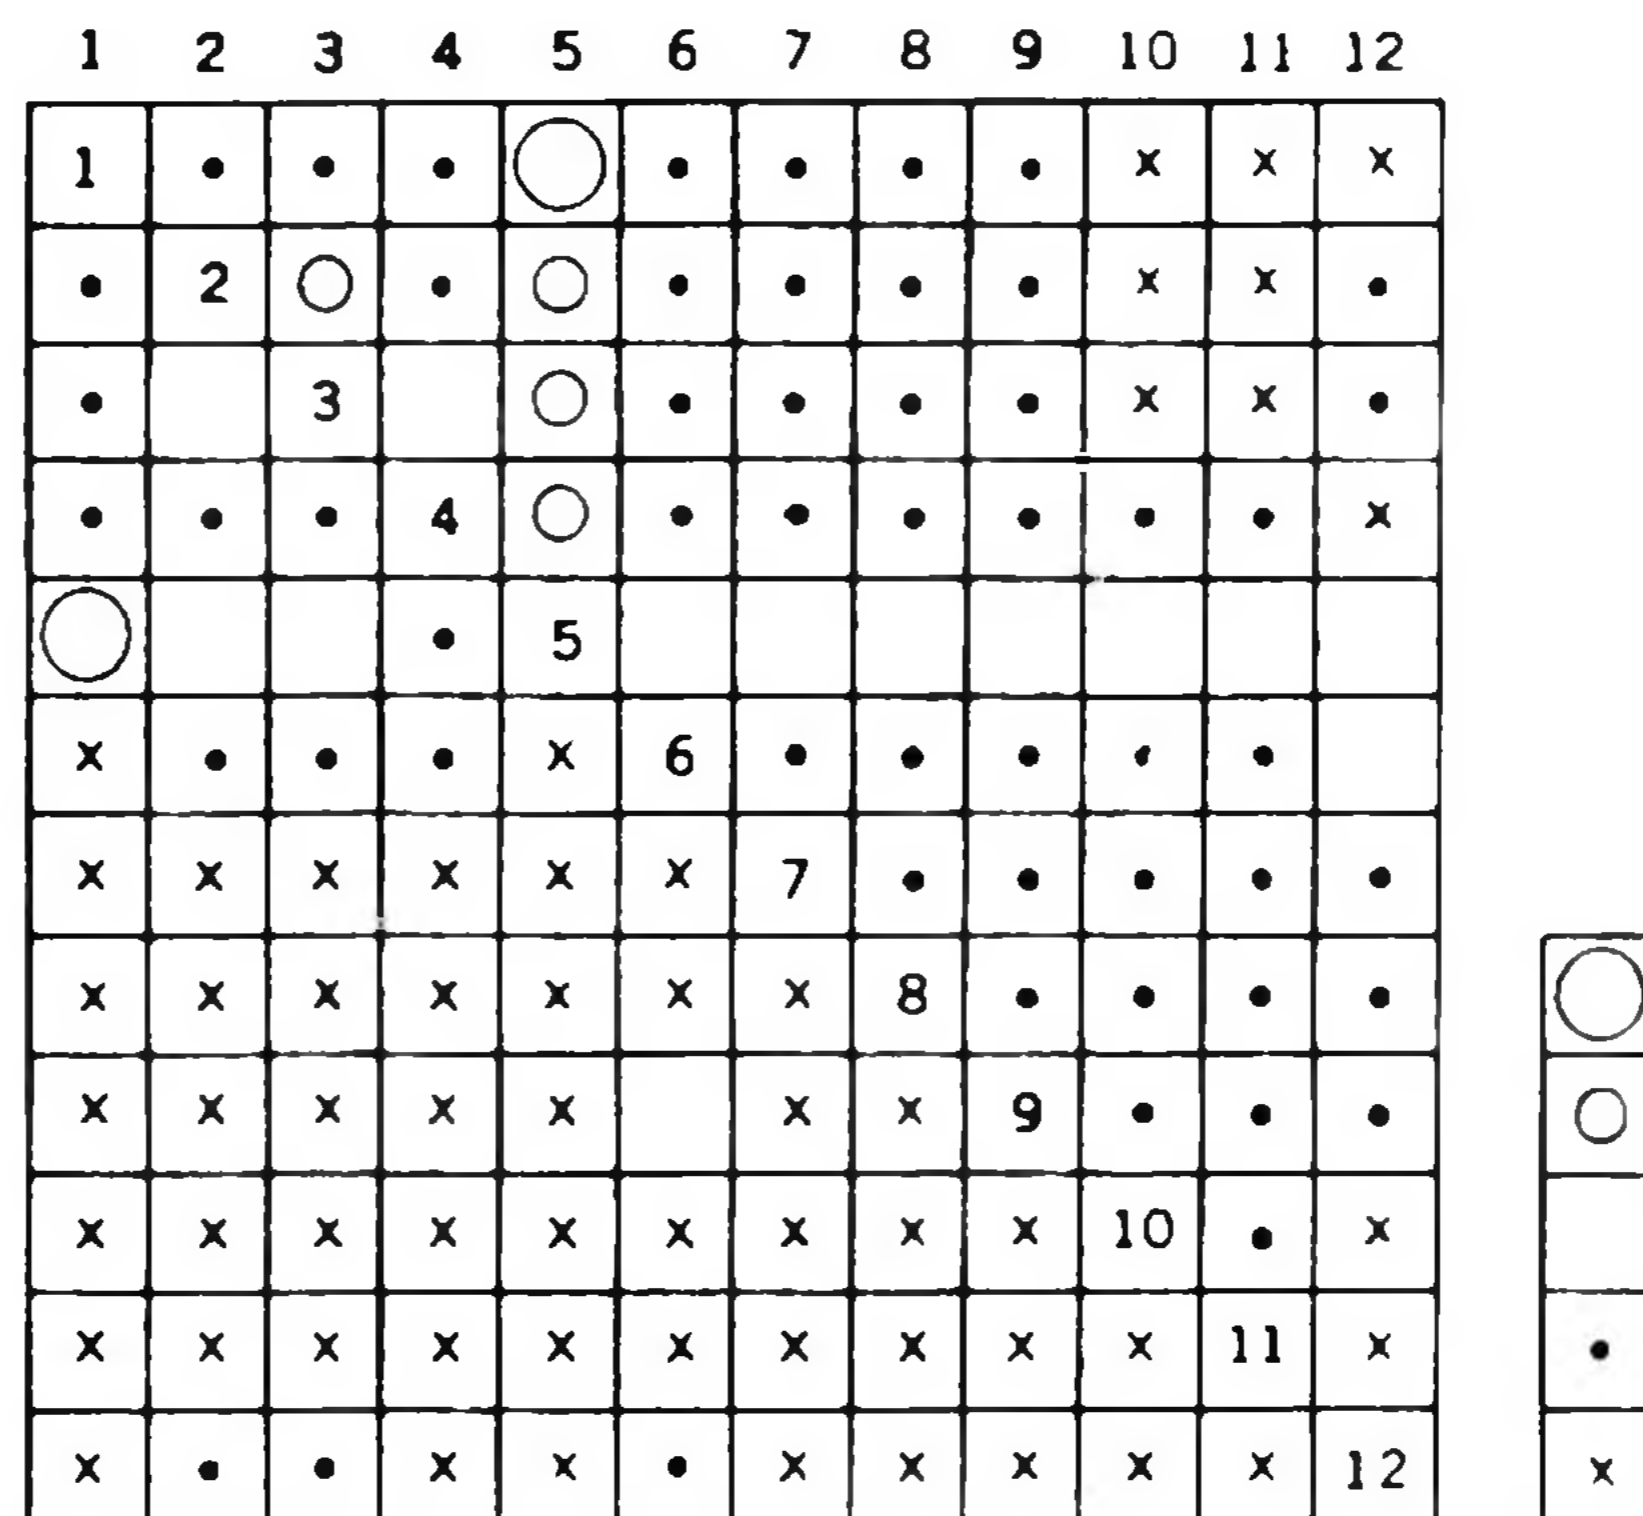 1 2 3 4 5 6 7 8 9 10 11 12
1 • • • ○ • • • • x x x
• 2 ○ • ○ • • • • x x •
• 3 ○ • • • • x x •
• • • 4 ○ • • • • • • x
○ • 5
x • • • x 6 • • • • •
x x x x x x 7 • • • • •
x x x x x x x 8 • • • • ○
x x x x x x x 9 • • • ○
x x x x x x x x x 10 • x
x x x x x x x x x x 11 x •
x • • x x • x x x x x 12 x